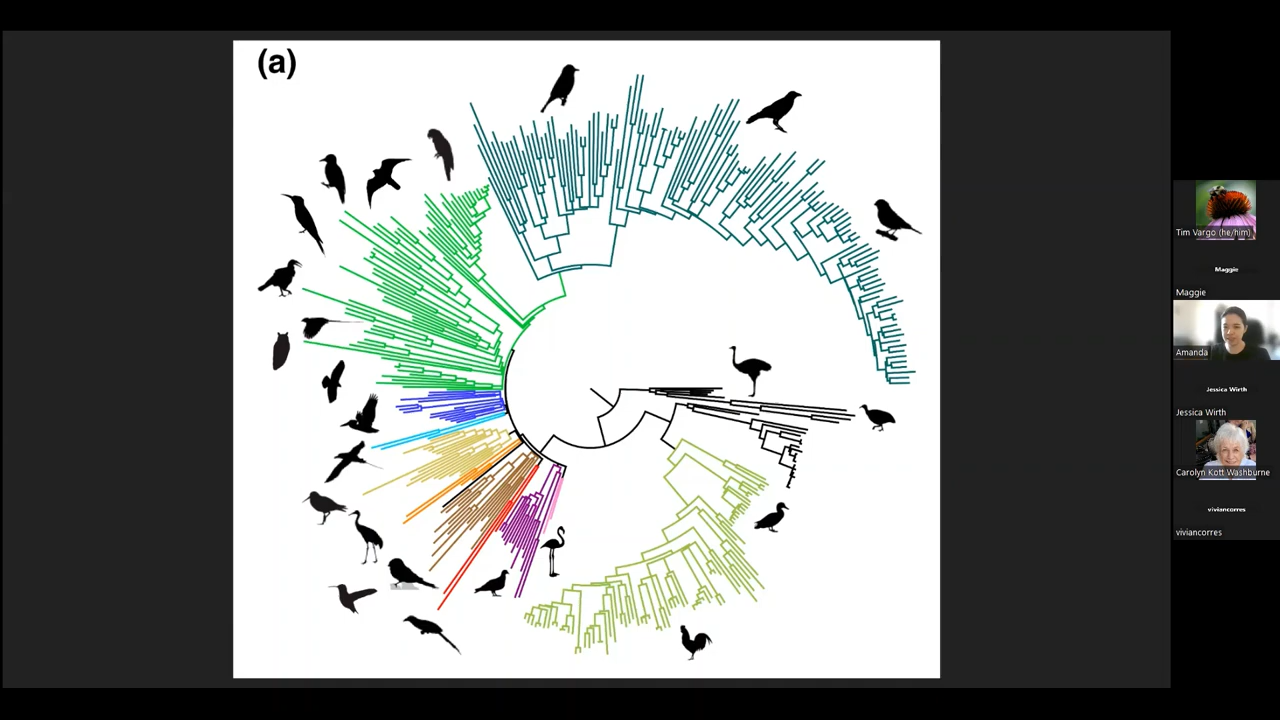 (a)
Tim Vargo (he/him)
Maggie
Maggie
Amanda
Jessica Wirth
Jessica Wirth
Carolyn Kott Washburne
viviancorres
viviancorres